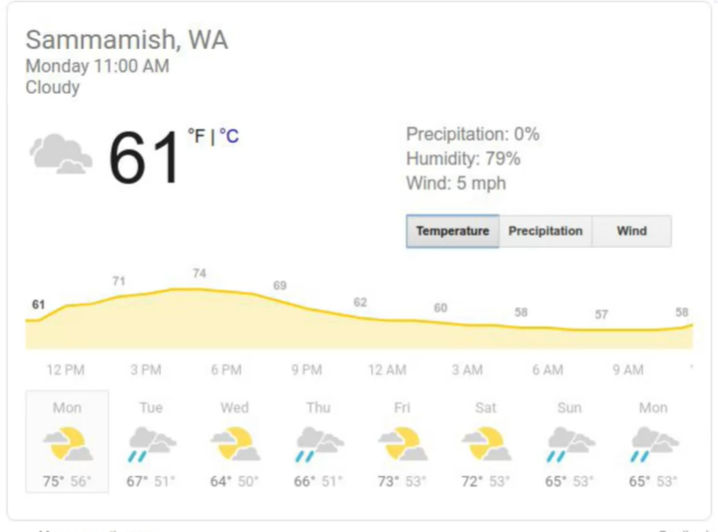 Sammamish, WA
Monday 11:00 AM
Cloudy
61 °F | °C
Precipitation: 0%
Humidity: 79%
Wind: 5 mph
Temperature Precipitation Wind
61 71 74 69 62 60 58 57 58
12 PM 3 PM 6 PM 9 PM 12 AM 3 AM 6 AM 9 AM
Mon Tue Wed Thu Fri Sat Sun Mon
75° 56° 67° 51° 64° 50° 66° 51° 73° 53° 72° 53° 65° 53° 65° 53°